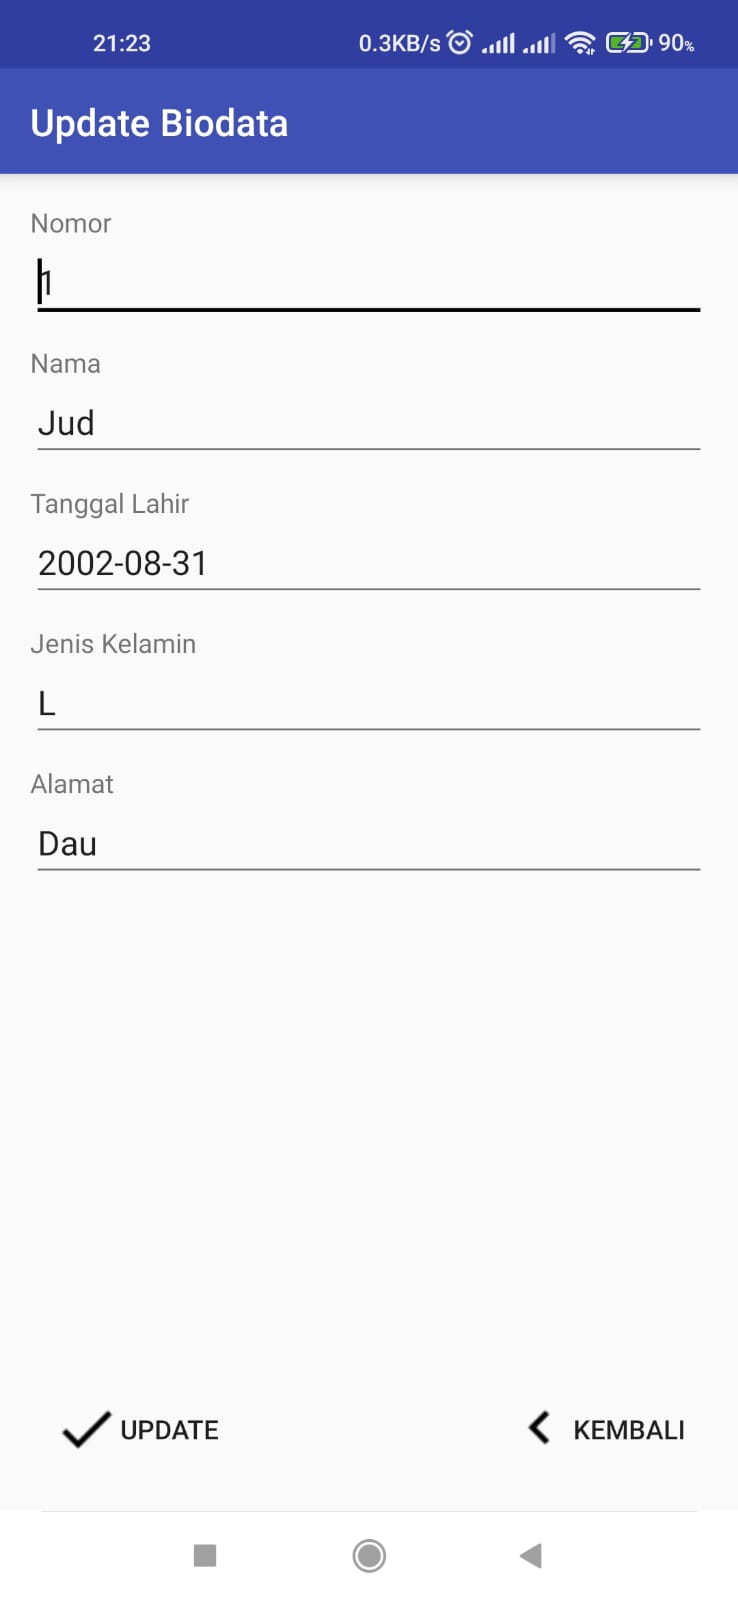 21:23 0.3KB/s 90%
Update Biodata
Nomor
1
Nama
Jud
Tanggal Lahir
2002-08-31
Jenis Kelamin
L
Alamat
Dau
UPDATE KEMBALI